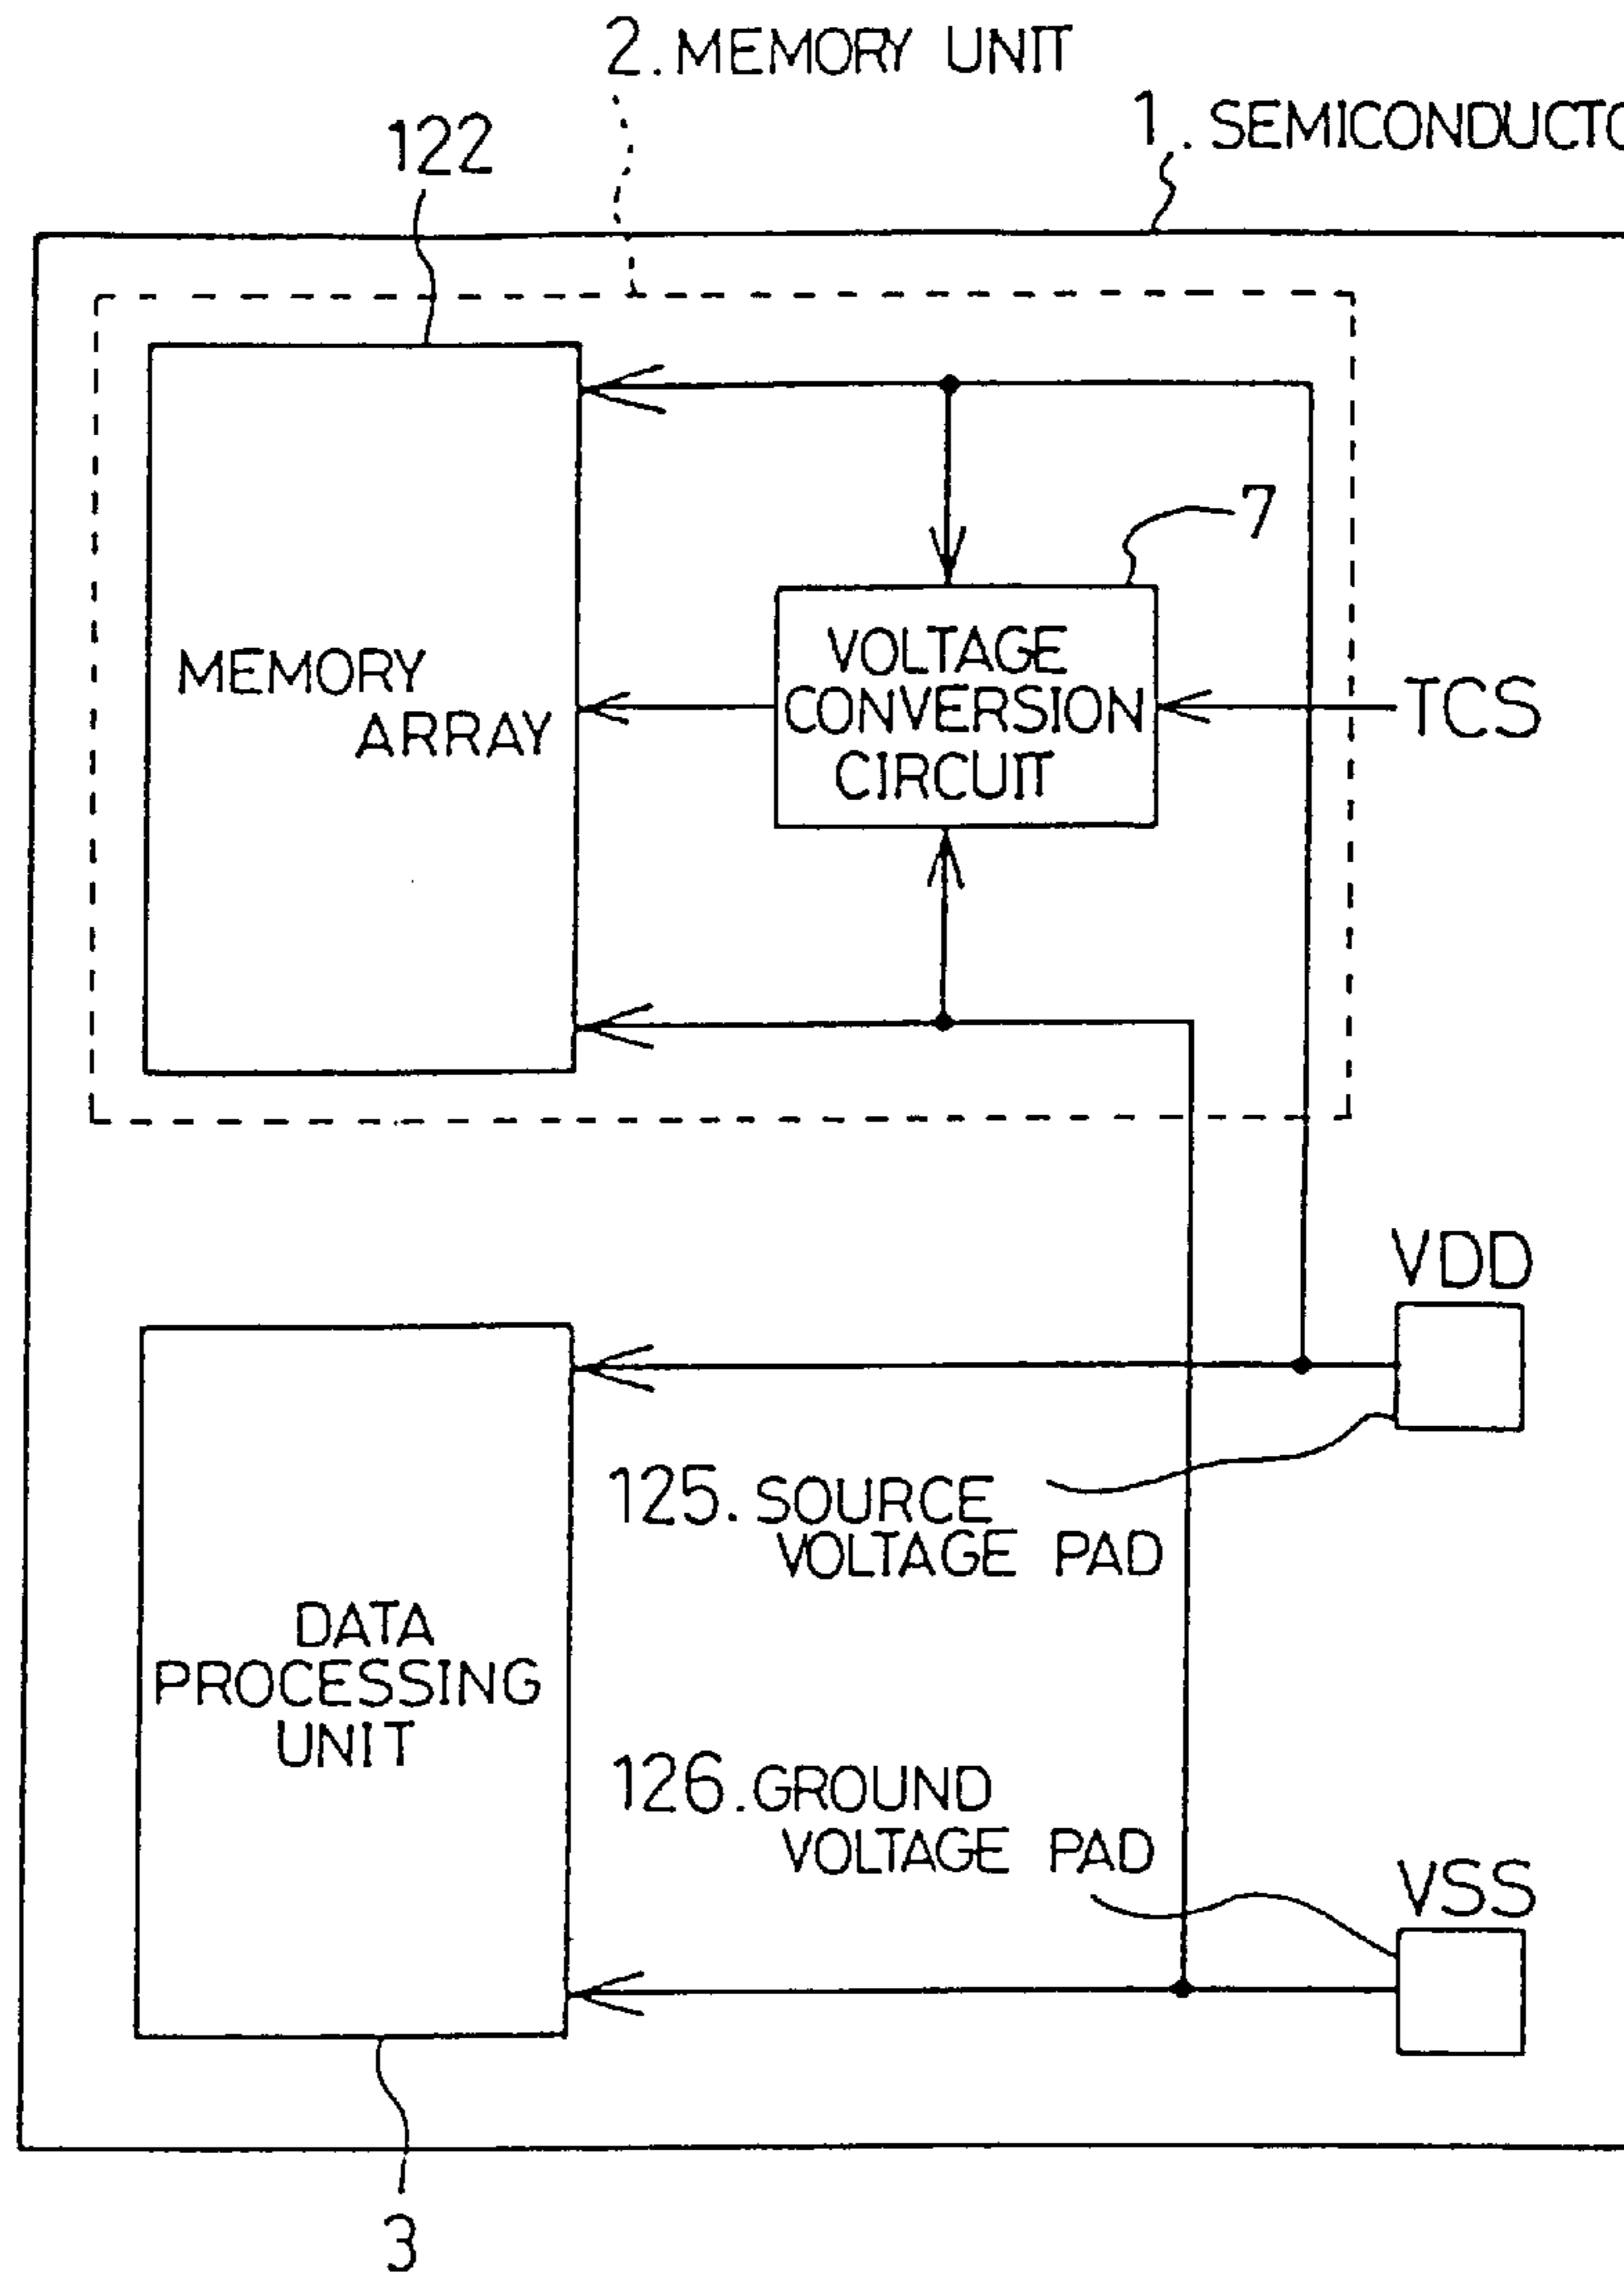 2. MEMORY UNIT
1. SEMICONDUCTO
122
7
MEMORY
ARRAY
VOLTAGE
CONVERSION
CIRCUIT
TCS
VDD
125. SOURCE
VOLTAGE PAD
DATA
PROCESSING
UNIT
126. GROUND
VOLTAGE PAD
VSS
3